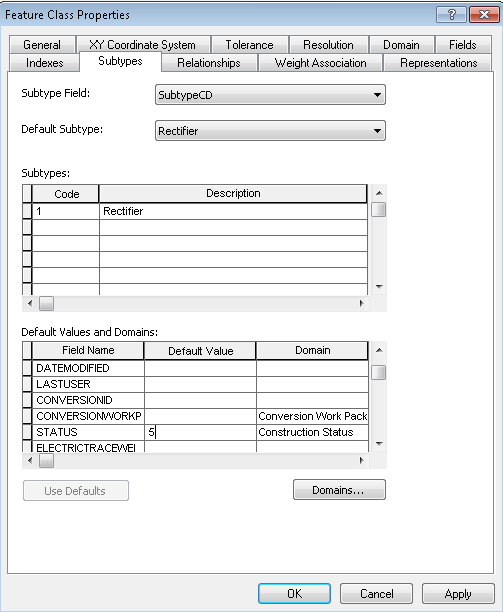 Feature Class Properties
General XY Coordinate System Tolerance Resolution Domain Fields
Indexes Subtypes Relationships Weight Association Representations
Subtype Field: SubtypeCD
Default Subtype: Rectifier
Subtypes:
Code Description
1 Rectifier
Default Values and Domains:
Field Name Default Value Domain
DATEMODIFIED
LASTUSER
CONVERSIONID
CONVERSIONWORKP Conversion Work Pack
STATUS 5 Construction Status
ELECTRICTRACEWEI
Use Defaults Domains...
OK Cancel Apply